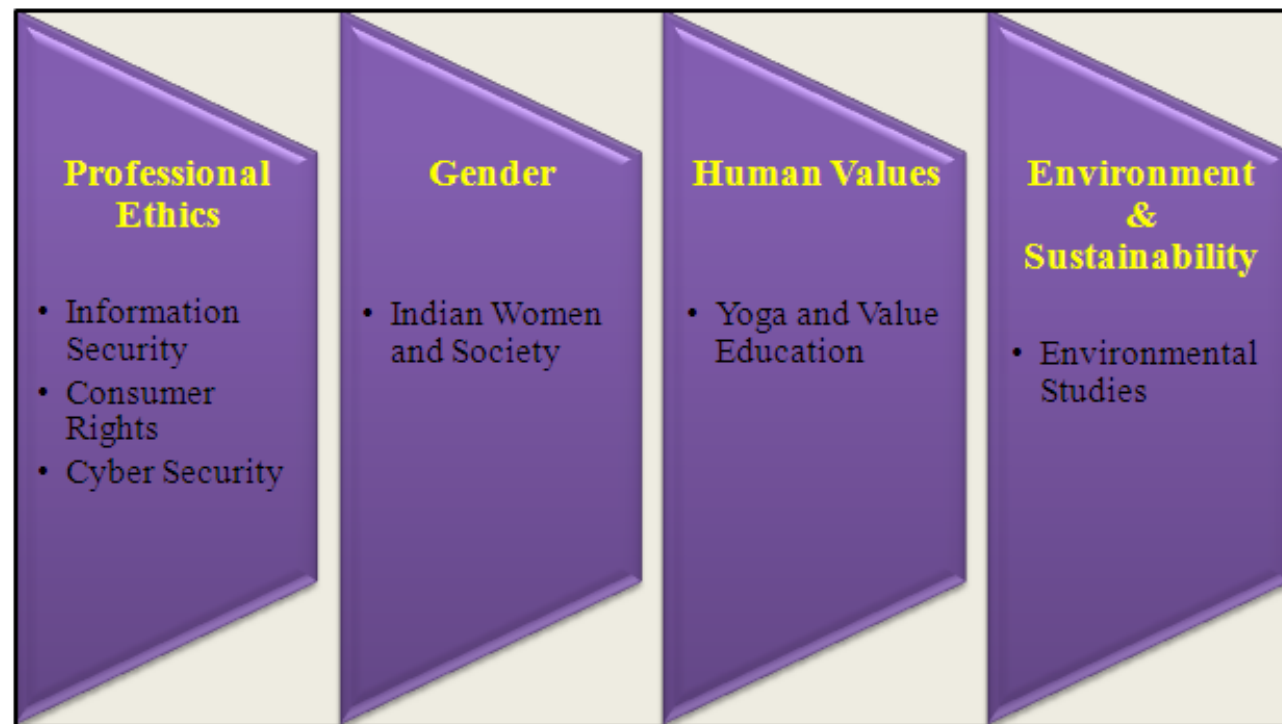 Professional
Ethics
• Information
Security
• Consumer
Rights
• Cyber Security
Gender
• Indian Women
and Society
Human Values
• Yoga and Value
Education
Environment
&
Sustainability
• Environmental
Studies